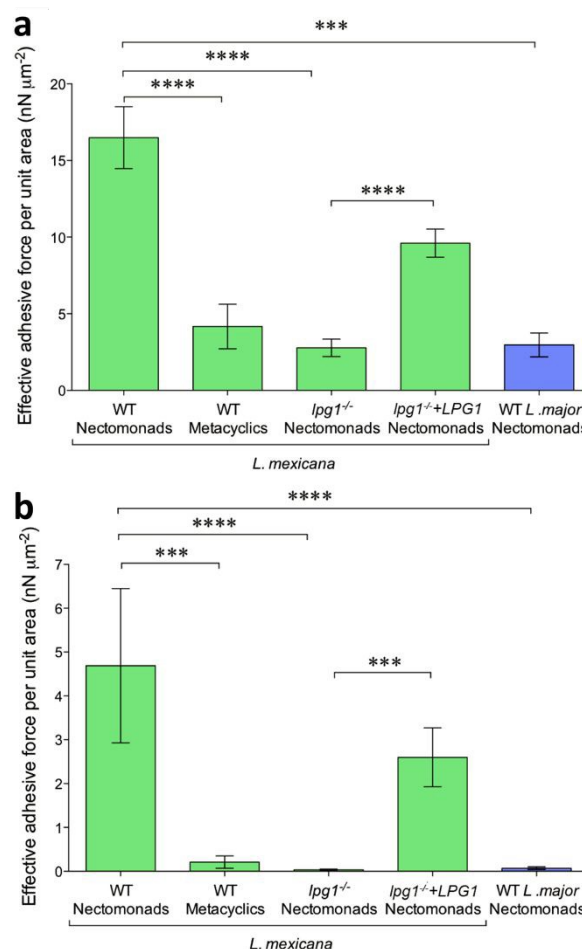 a
***
****
****
****
Effective adhesive force per unit area (nN µm⁻²)
20
15
10
5
0
WT Nectomonads
WT Metacyclics
lpg1⁻/⁻ Nectomonads
lpg1⁻/⁻+LPG1 Nectomonads
WT L .major Nectomonads
L. mexicana
b
****
****
***
***
Effective adhesive force per unit area (nN µm⁻²)
7
6
5
4
3
2
1
0
WT Nectomonads
WT Metacyclics
lpg1⁻/⁻ Nectomonads
lpg1⁻/⁻+LPG1 Nectomonads
WT L .major Nectomonads
L. mexicana